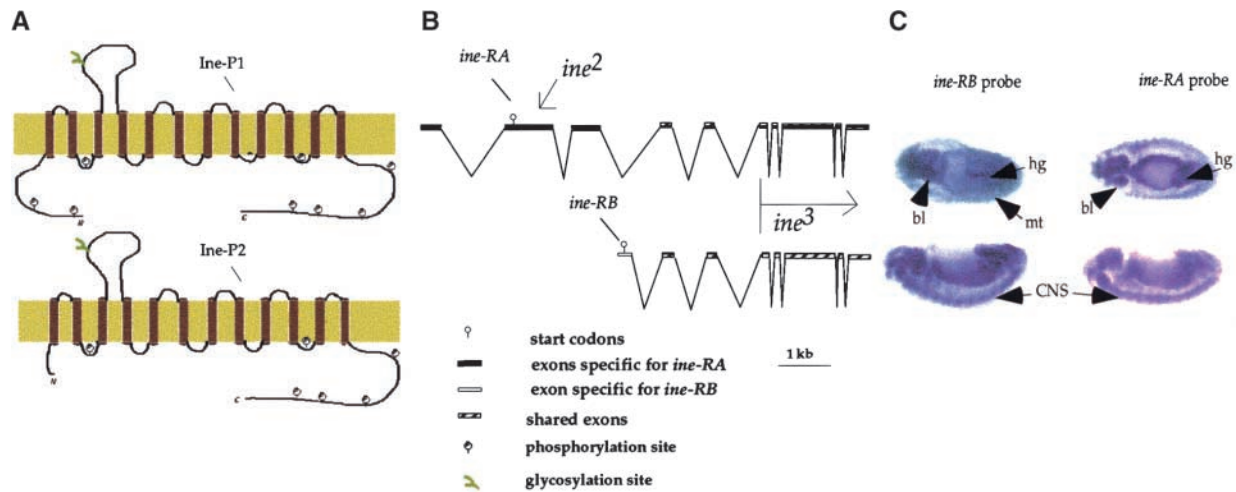 A
Ine-P1
N
C
Ine-P2
N
C
B
ine-RA
ine2
ine-RB
ine3
start codons
exons specific for ine-RA
exon specific for ine-RB
shared exons
phosphorylation site
glycosylation site
1 kb
C
ine-RB probe
ine-RA probe
hg
bl
mt
hg
bl
CNS